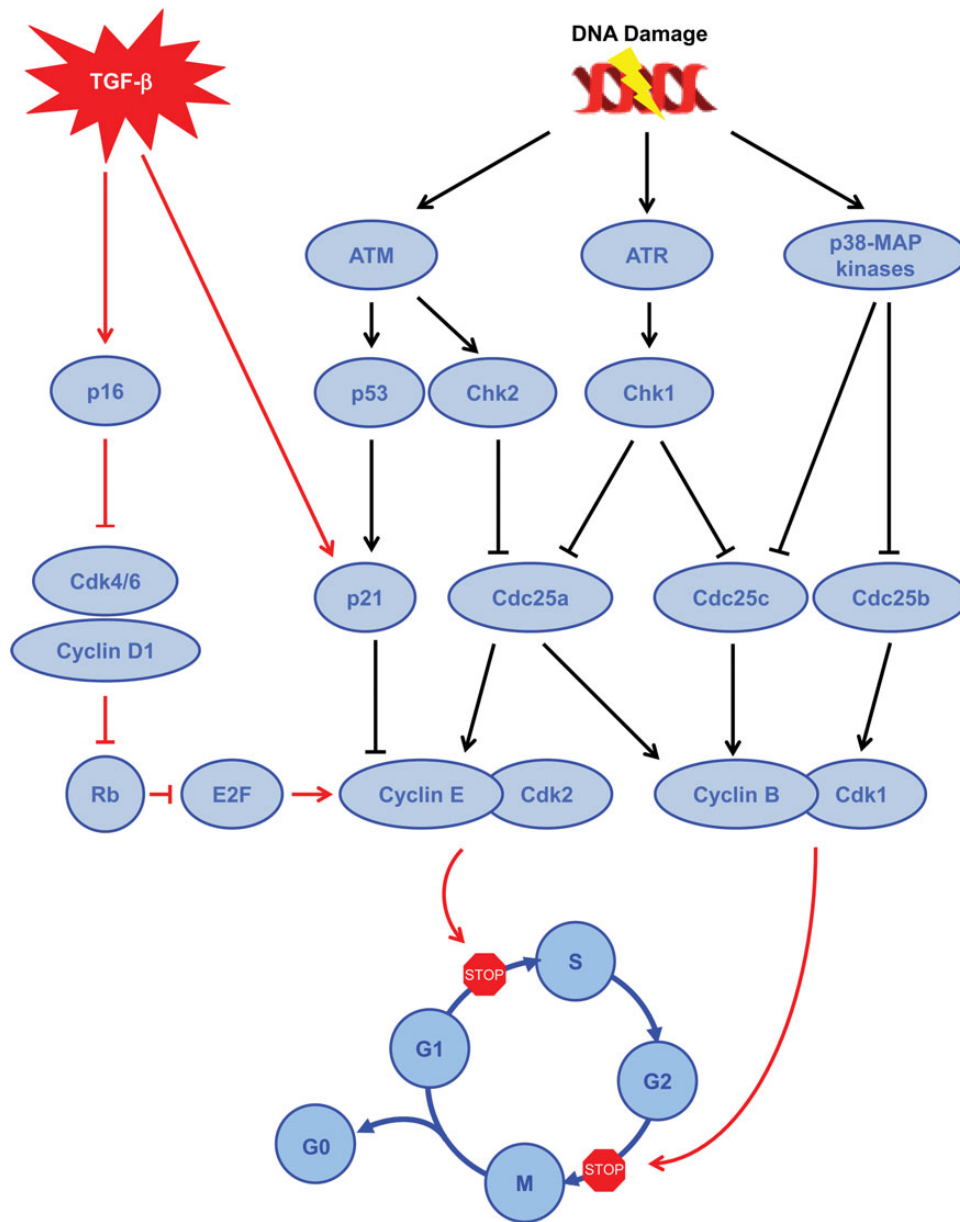 DNA Damage
TGF-β
ATM
ATR
p38-MAP
kinases
p16
p53
Chk2
Chk1
Cdk4/6
Cyclin D1
p21
Cdc25a
Cdc25c
Cdc25b
Rb
E2F
Cyclin E
Cdk2
Cyclin B
Cdk1
STOP
S
G1
G2
G0
M
STOP